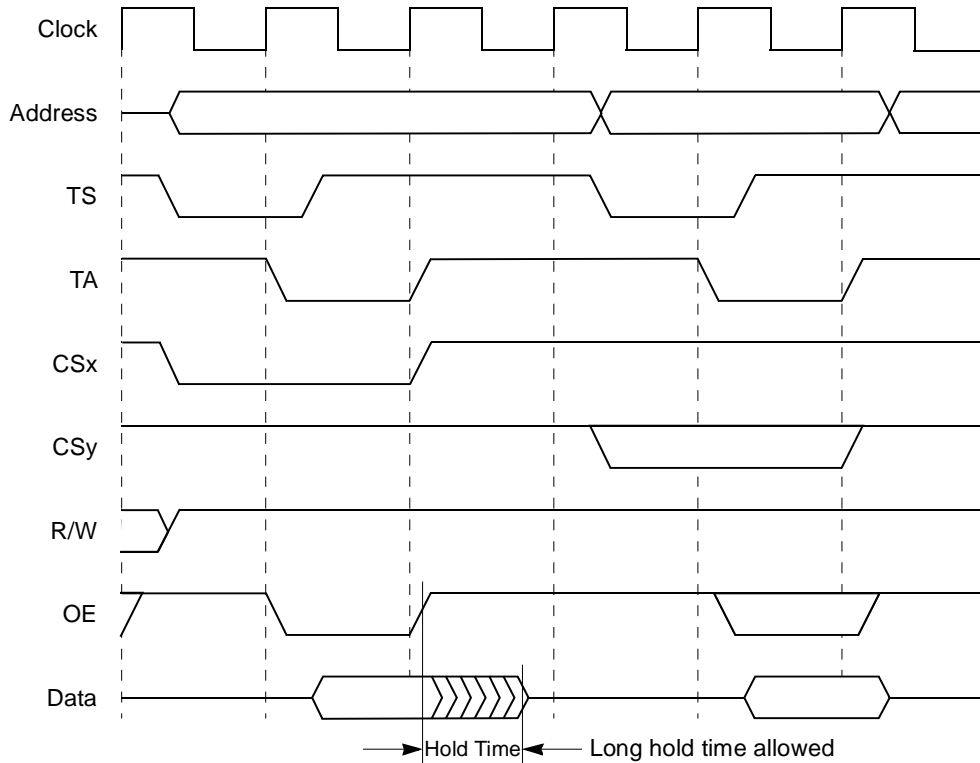 Clock
Address
TS
TA
CSx
CSy
R/W
OE
Data
Hold Time
Long hold time allowed